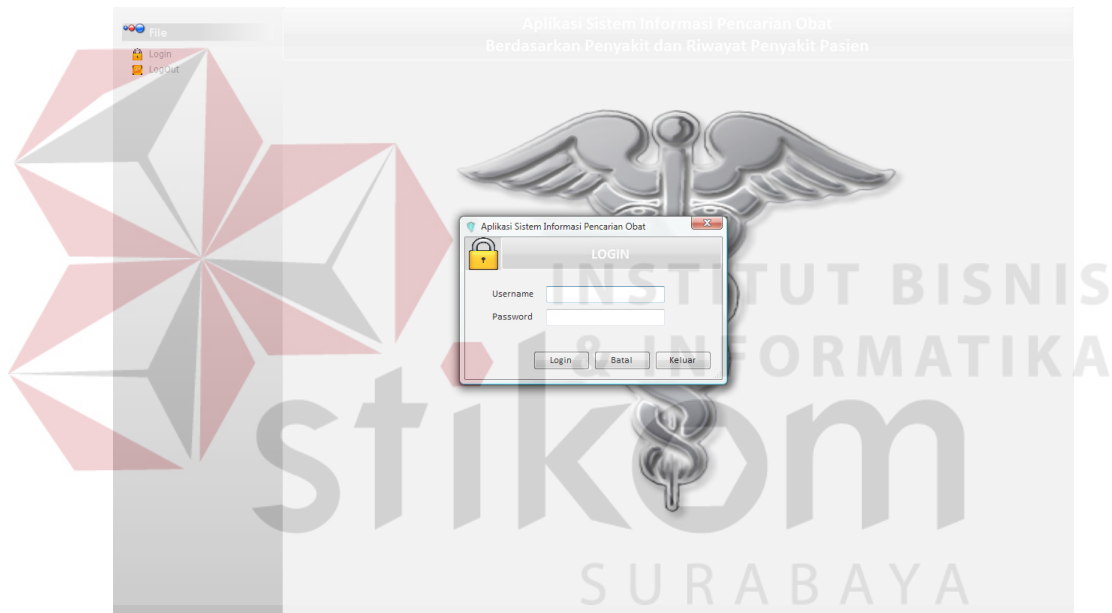 File
Login
LogOut
Aplikasi Sistem Informasi Pencarian Obat
Berdasarkan Penyakit dan Riwayat Penyakit Pasien
Aplikasi Sistem Informasi Pencarian Obat
LOGIN
Username
Password
Login
Batal
Keluar
INSTITUT BISNIS
& INFORMATIKA
stikom
SURABAYA